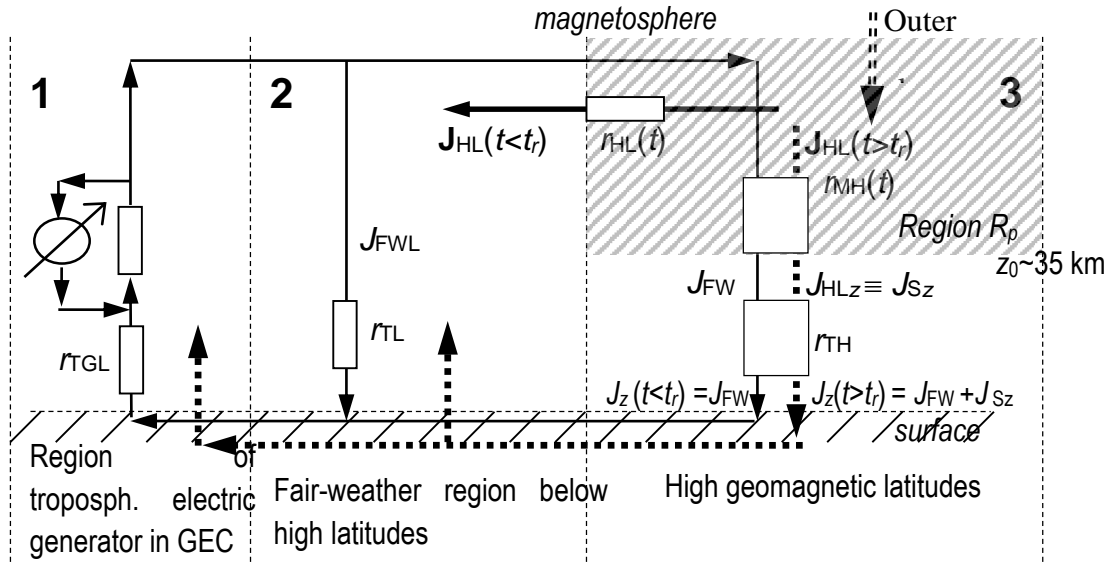 magnetosphere
Outer
1
2
3
J_HL(t<t_r)
r_HL(t)
J_HL(t>t_r)
r_MH(t)
Region R_p
z_0~35 km
J_FWL
J_FW
J_HLz ≡ J_Sz
r_TGL
r_TL
r_TH
J_z(t<t_r) =J_FW
J_z(t>t_r) = J_FW +J_Sz
surface
Region of
troposph. electric
generator in GEC
Fair-weather region below
high latitudes
High geomagnetic latitudes